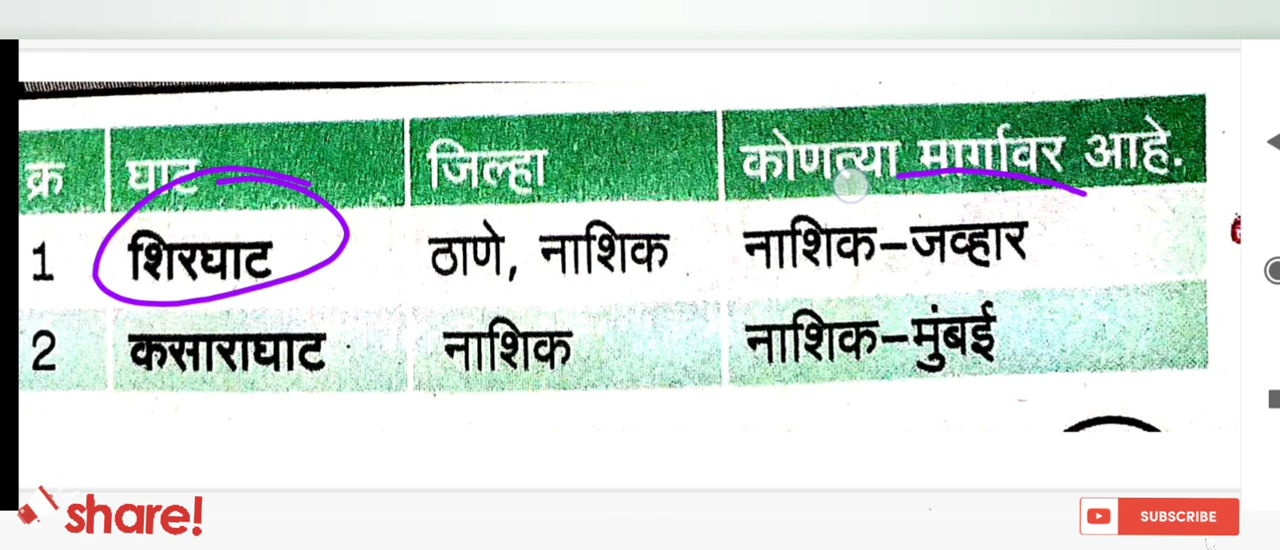 क्र घाट जिल्हा कोणत्या मार्गावर आहे.
1 शिरघाट ठाणे, नाशिक नाशिक–जव्हार
2 कसाराघाट नाशिक नाशिक–मुंबई
share! SUBSCRIBE